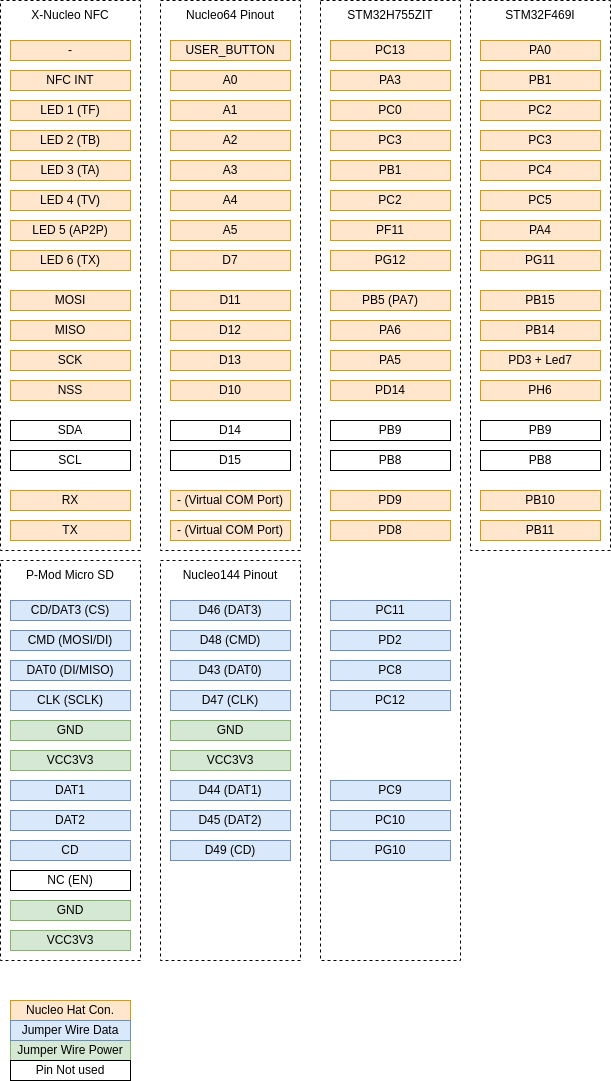 X-Nucleo NFC
-
NFC INT
LED 1 (TF)
LED 2 (TB)
LED 3 (TA)
LED 4 (TV)
LED 5 (AP2P)
LED 6 (TX)
MOSI
MISO
SCK
NSS
SDA
SCL
RX
TX
Nucleo64 Pinout
USER_BUTTON
A0
A1
A2
A3
A4
A5
D7
D11
D12
D13
D10
D14
D15
- (Virtual COM Port)
- (Virtual COM Port)
STM32H755ZIT
PC13
PA3
PC0
PC3
PB1
PC2
PF11
PG12
PB5 (PA7)
PA6
PA5
PD14
PB9
PB8
PD9
PD8
STM32F469I
PA0
PB1
PC2
PC3
PC4
PC5
PA4
PG11
PB15
PB14
PD3 + Led7
PH6
PB9
PB8
PB10
PB11
P-Mod Micro SD
CD/DAT3 (CS)
CMD (MOSI/DI)
DAT0 (DI/MISO)
CLK (SCLK)
GND
VCC3V3
DAT1
DAT2
CD
NC (EN)
GND
VCC3V3
Nucleo144 Pinout
D46 (DAT3)
D48 (CMD)
D43 (DAT0)
D47 (CLK)
GND
VCC3V3
D44 (DAT1)
D45 (DAT2)
D49 (CD)
PC11
PD2
PC8
PC12
PC9
PC10
PG10
Nucleo Hat Con.
Jumper Wire Data
Jumper Wire Power
Pin Not used